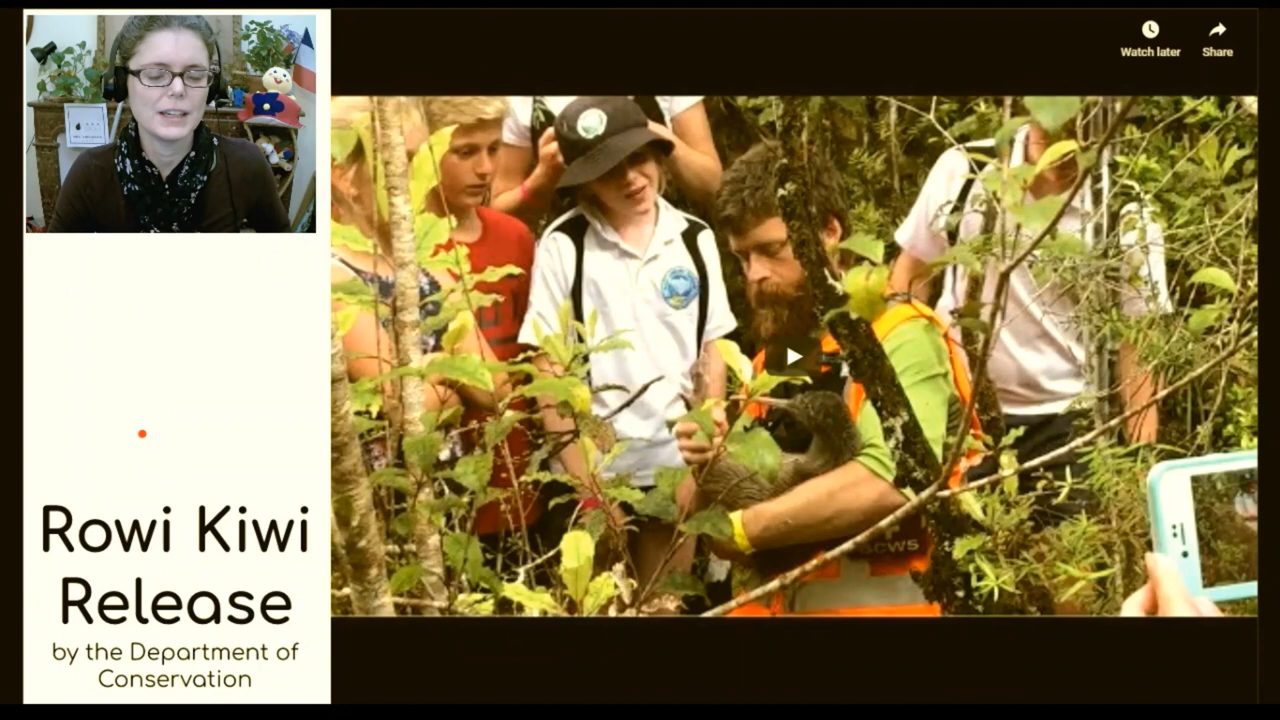 Watch later
Share
Rowi Kiwi
Release
by the Department of
Conservation